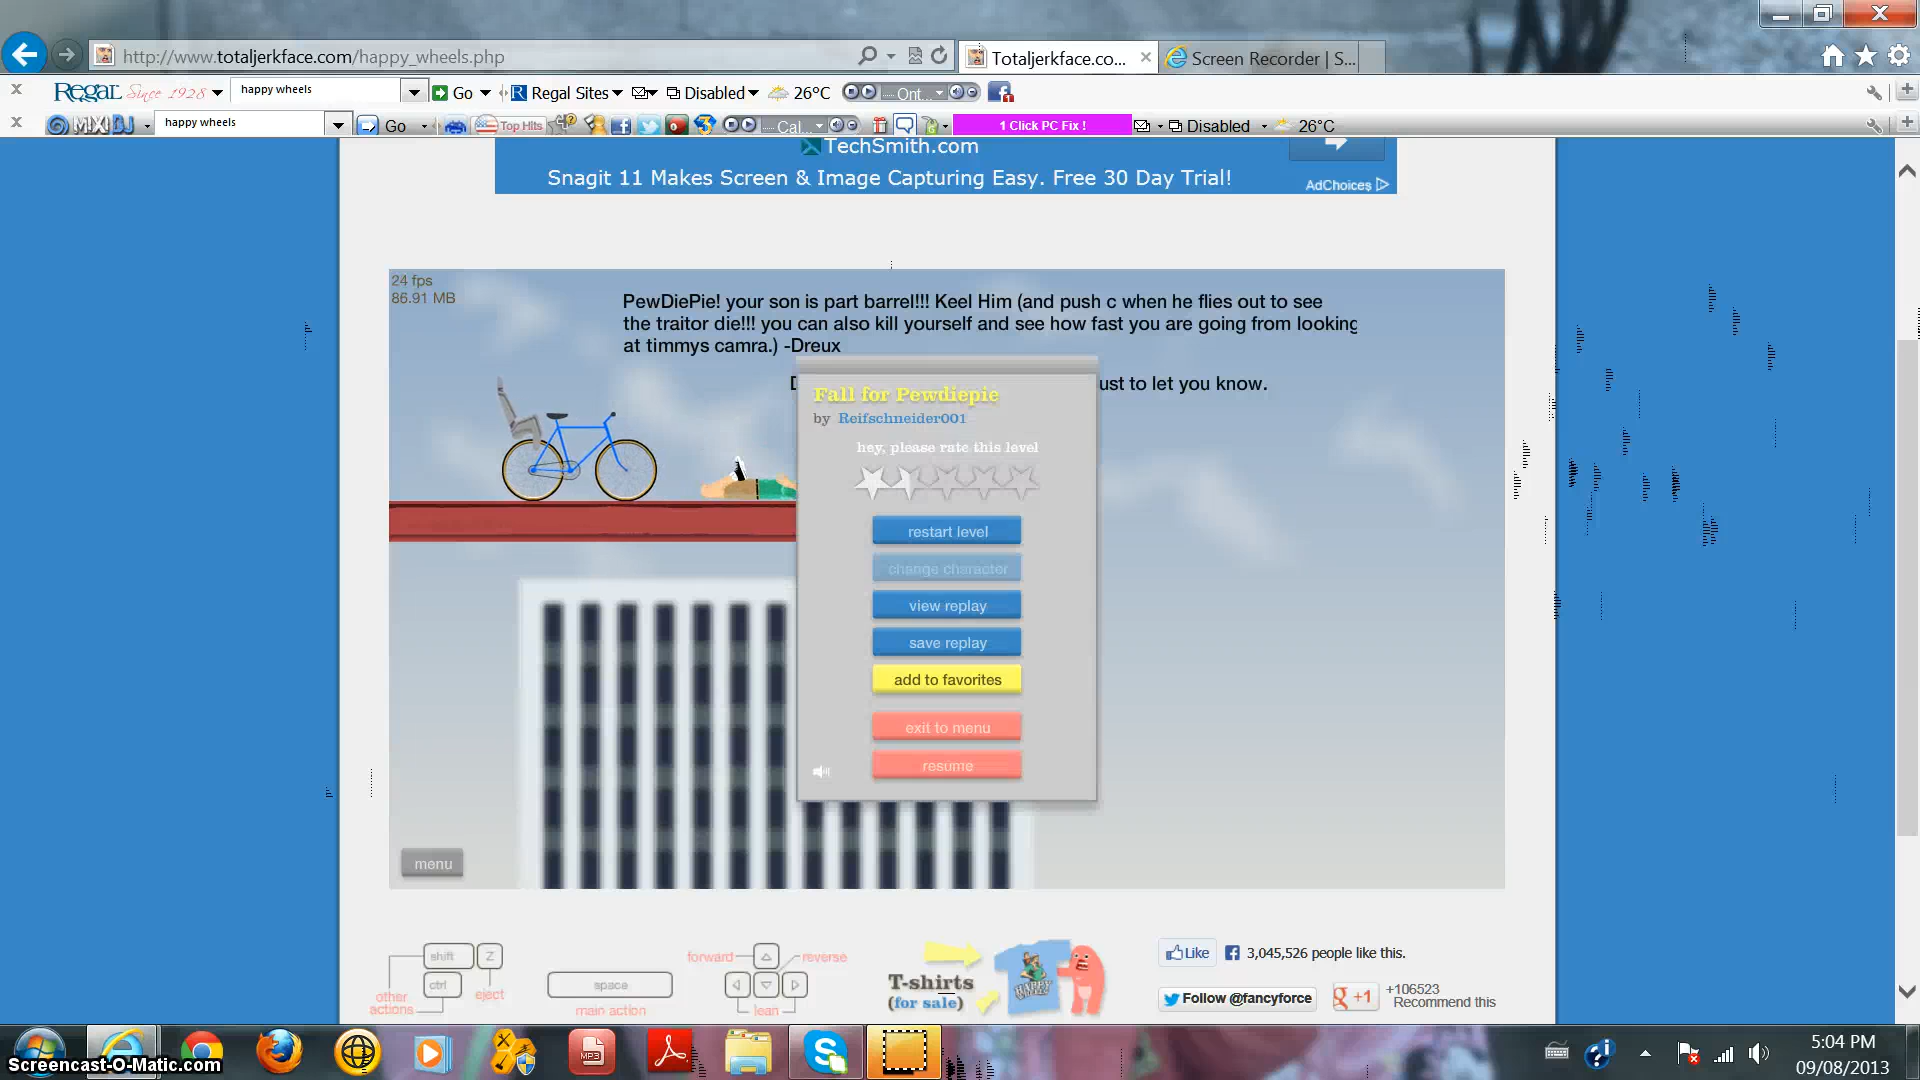 http://www.totaljerkface.com/happy_wheels.php
Totaljerkface.co...
Screen Recorder | S...
Regal Since 1928
happy wheels
Go
Regal Sites
Disabled
26°C
Ont...
MiXi DJ
happy wheels
Go
Top Hits
Cal...
1 Click PC Fix !
Disabled
26°C
TechSmith.com
Snagit 11 Makes Screen & Image Capturing Easy. Free 30 Day Trial!
AdChoices
24 fps
86.91 MB
PewDiePie! your son is part barrel!!! Keel Him (and push c when he flies out to see
the traitor die!!! you can also kill yourself and see how fast you are going from looking
at timmys camra.) -Dreux
ust to let you know.
Fall for Pewdiepie
by Reifschneider001
hey, please rate this level
restart level
change character
view replay
save replay
add to favorites
exit to menu
resume
menu
shift
Z
ctrl
other
actions
eject
space
main action
forward
reverse
lean
T-shirts
(for sale)
HAPPY WHEELS
Like
3,045,526 people like this.
Follow @fancyforce
+1
+106523
Recommend this
MP3
5:04 PM
09/08/2013
Screencast-O-Matic.com